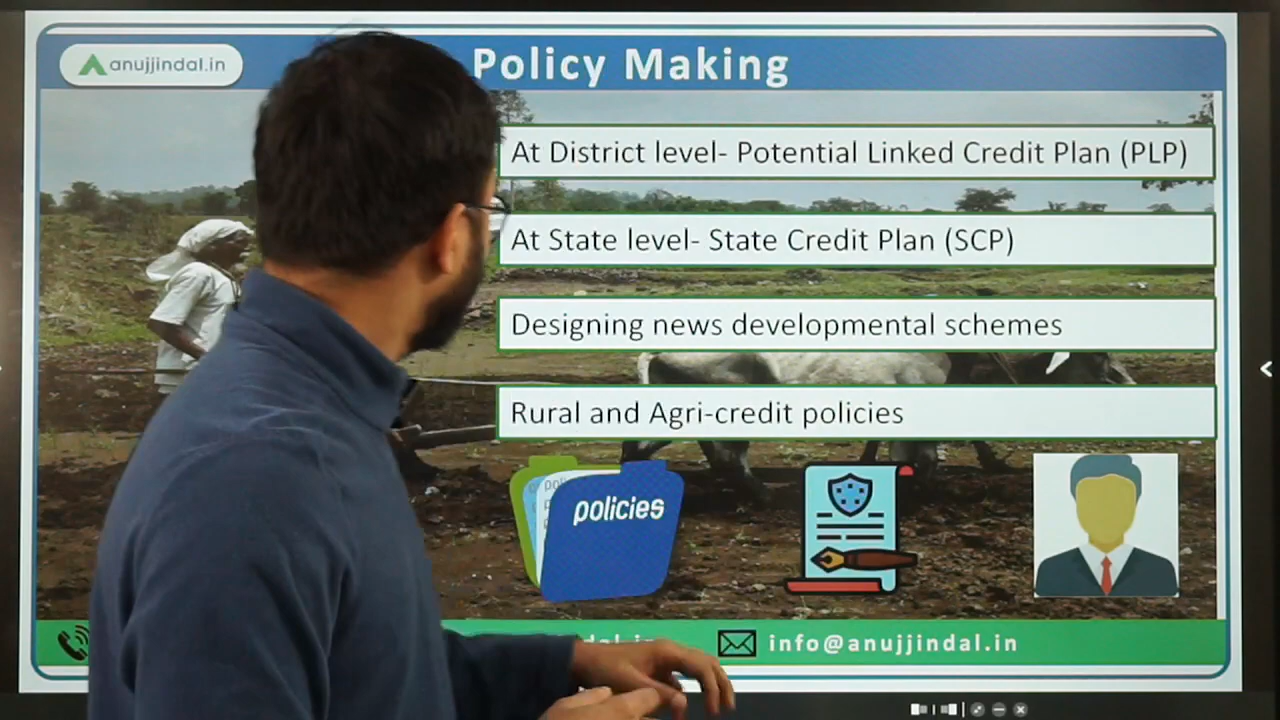 anujjindal.in
Policy Making
At District level- Potential Linked Credit Plan (PLP)
At State level- State Credit Plan (SCP)
Designing news developmental schemes
Rural and Agri-credit policies
policies
info@anujjindal.in